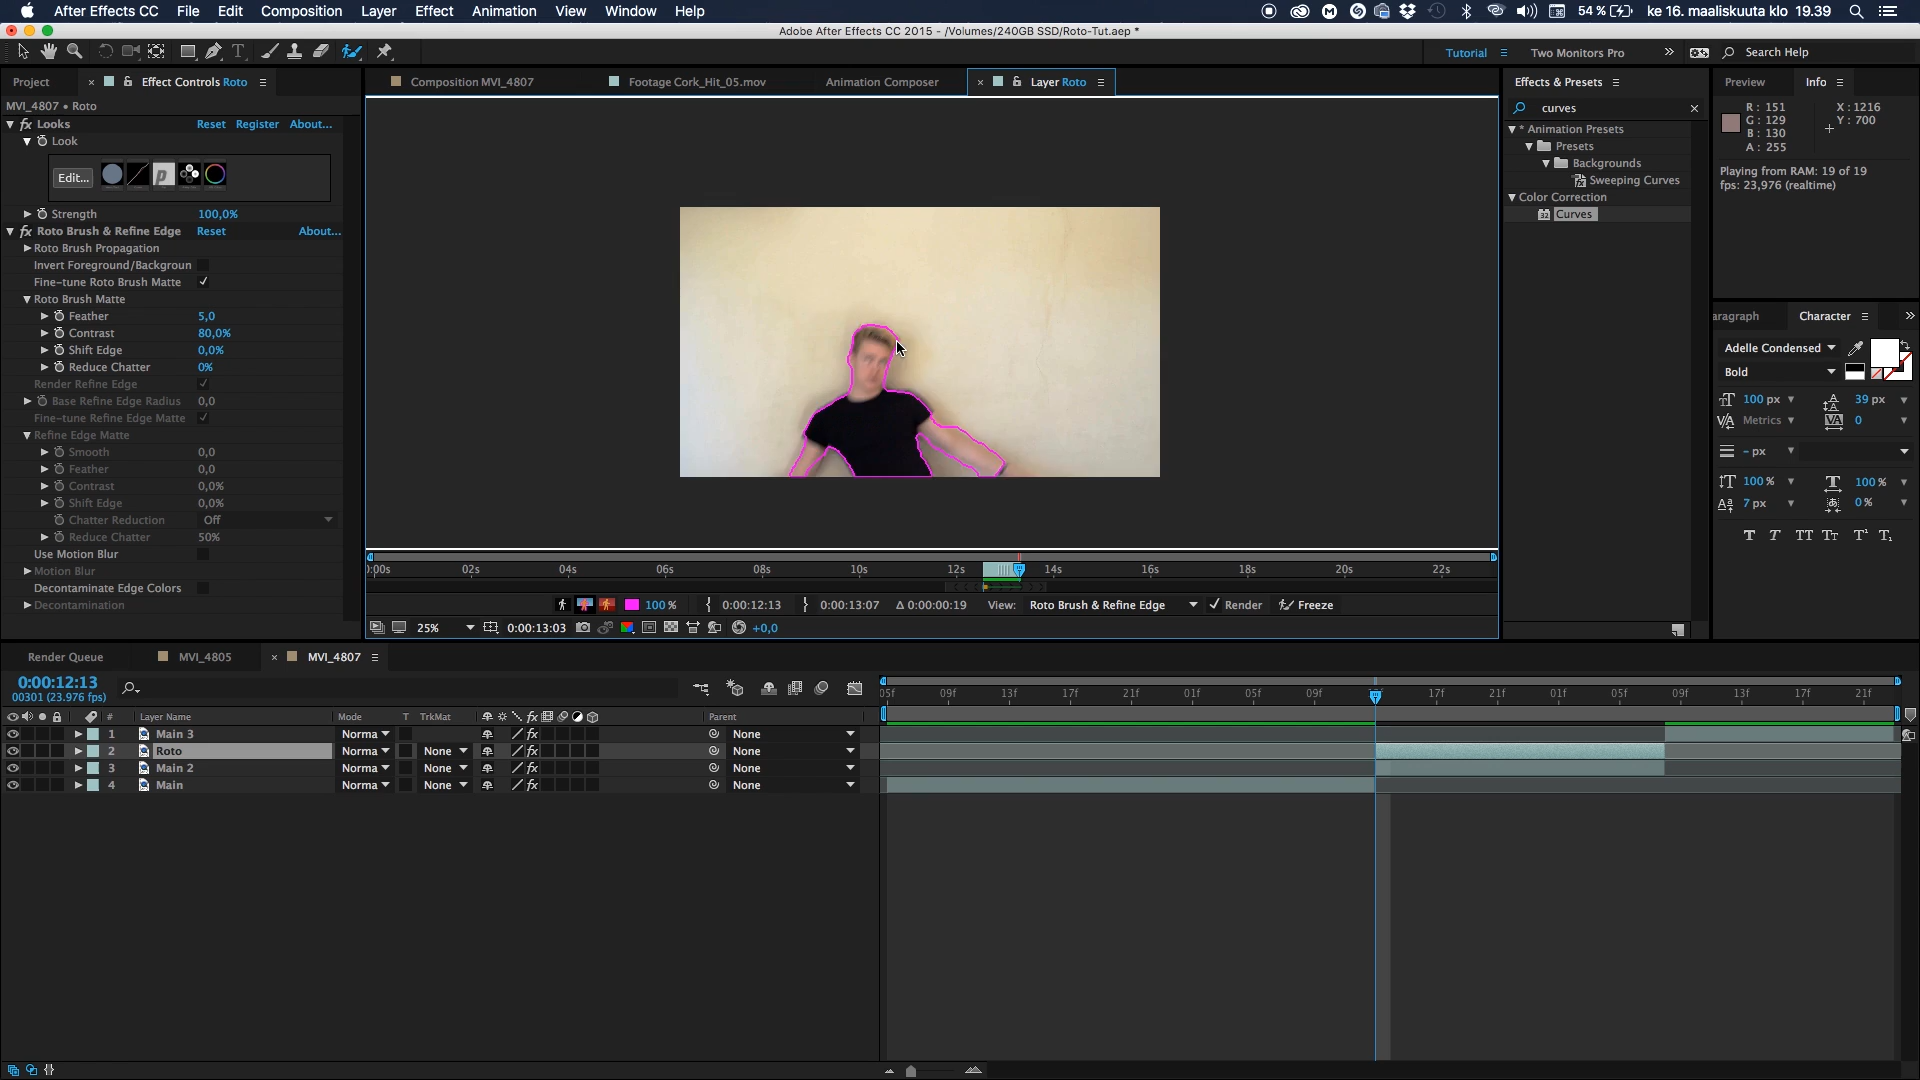 After Effects CC File Edit Composition Layer Effect Animation View Window Help 54 % ke 16. maaliskuuta klo 19.39
Adobe After Effects CC 2015 - /Volumes/240GB SSD/Roto-Tut.aep *
Tutorial Two Monitors Pro Search Help
Project Effect Controls Roto
Composition MVI_4807 Footage Cork_Hit_05.mov Animation Composer Layer Roto
MVI_4807 • Roto
fx Looks Reset Register About...
Look
Edit...
Strength 100,0%
fx Roto Brush & Refine Edge Reset About...
Roto Brush Propagation
Invert Foreground/Backgroun
Fine-tune Roto Brush Matte
Roto Brush Matte
Feather 5,0
Contrast 80,0%
Shift Edge 0,0%
Reduce Chatter 0%
Render Refine Edge
Base Refine Edge Radius 0,0
Fine-tune Refine Edge Matte
Refine Edge Matte
Smooth 0,0
Feather 0,0
Contrast 0,0%
Shift Edge 0,0%
Chatter Reduction Off
Reduce Chatter 50%
Use Motion Blur
Motion Blur
Decontaminate Edge Colors
Decontamination
):00s 02s 04s 06s 08s 10s 12s 14s 16s 18s 20s 22s
100 % 0:00:12:13 0:00:13:07 Δ 0:00:00:19 View: Roto Brush & Refine Edge Render Freeze
25% 0:00:13:03 +0,0
Effects & Presets
curves
* Animation Presets
Presets
Backgrounds
Sweeping Curves
Color Correction
Curves
Preview Info
R: 151 X: 1216
G: 129 Y: 700
B: 130
A: 255
Playing from RAM: 19 of 19
fps: 23,976 (realtime)
aragraph Character
Adelle Condensed
Bold
100 px 39 px
Metrics 0
- px
100 % 100 %
7 px 0 %
T T TT Tт T¹ T₁
Render Queue MVI_4805 MVI_4807
0:00:12:13
00301 (23.976 fps)
05f 09f 13f 17f 21f 01f 05f 09f 17f 21f 01f 05f 09f 13f 17f 21f
# Layer Name Mode T TrkMat Parent
1 Main 3 Norma None
2 Roto Norma None None
3 Main 2 Norma None None
4 Main Norma None None